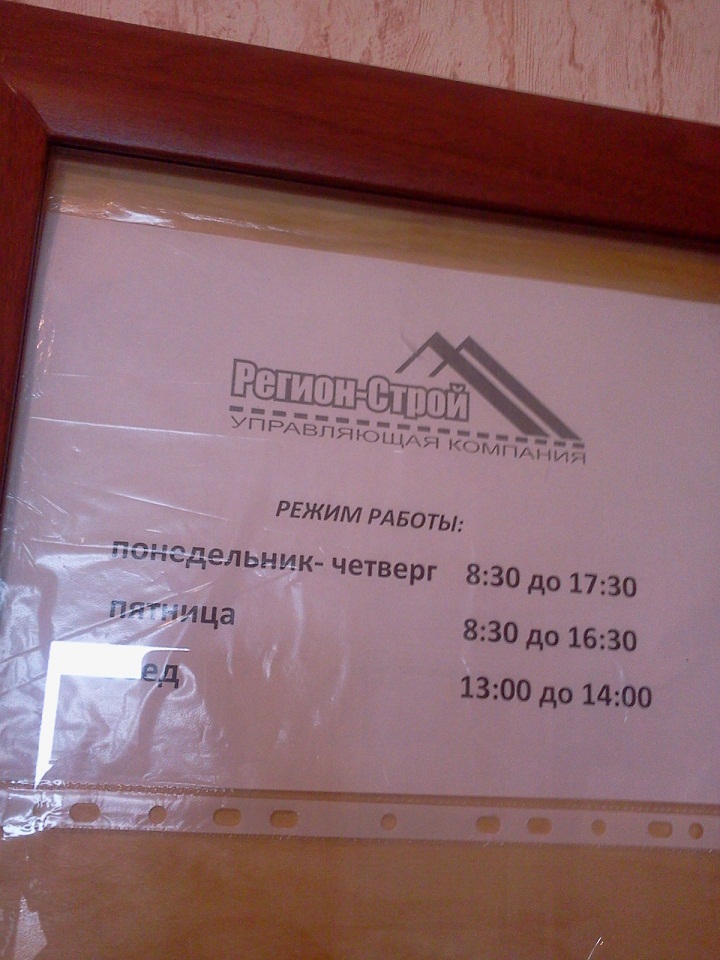 Регион-Строй
УПРАВЛЯЮЩАЯ КОМПАНИЯ
РЕЖИМ РАБОТЫ:
понедельник- четверг 8:30 до 17:30
пятница 8:30 до 16:30
13:00 до 14:00